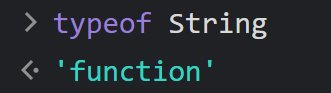 > typeof String
<· 'function'